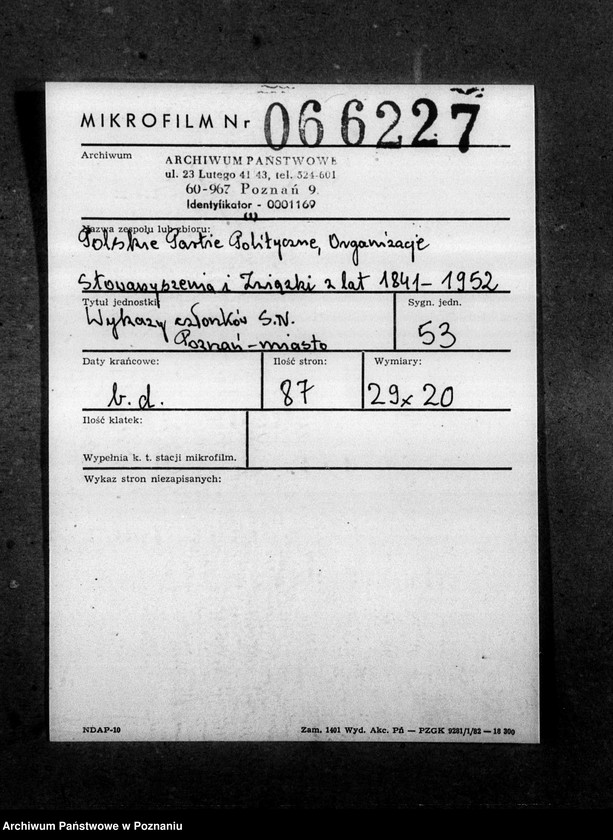 MIKROFILM Nr 066227
Archiwum
ARCHIWUM PAŃSTWOWE
ul. 23 Lutego 41/43, tel. 524-601
60-967 Poznań 9.
Identyfikator - 0001169
(1)
Nazwa zespołu lub zbioru:
Polskie Partie Polityczne, Organizacje
Stowarzyszenia i Związki z lat 1841-1952
Tytuł jednostki:
Wykazy członków S.N.
Poznań-miasto
Sygn. jedn.
53
Daty krańcowe:
b.d.
Ilość stron:
87
Wymiary:
29x20
Ilość klatek:
Wypełnia k. t. stacji mikrofilm.
Wykaz stron niezapisanych:
NDAP-10
Zam. 1401 Wyd. Akc. Pń — PZGK 9281/1/82 — 18 300
Archiwum Państwowe w Poznaniu